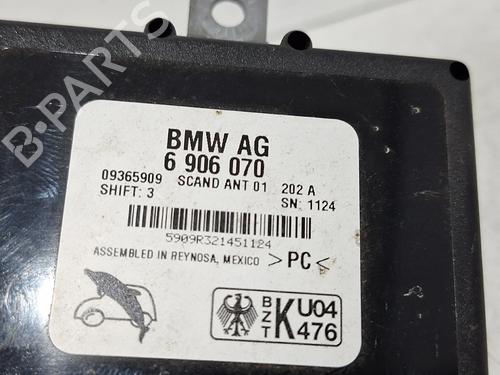 B-PARTS
BMW AG
6 906 070
09365909 SCAND ANT 01 202 A
SHIFT: 3 SN: 1124
5909R321451124
ASSEMBLED IN REYNOSA, MEXICO >PC<
BZT K U04 476